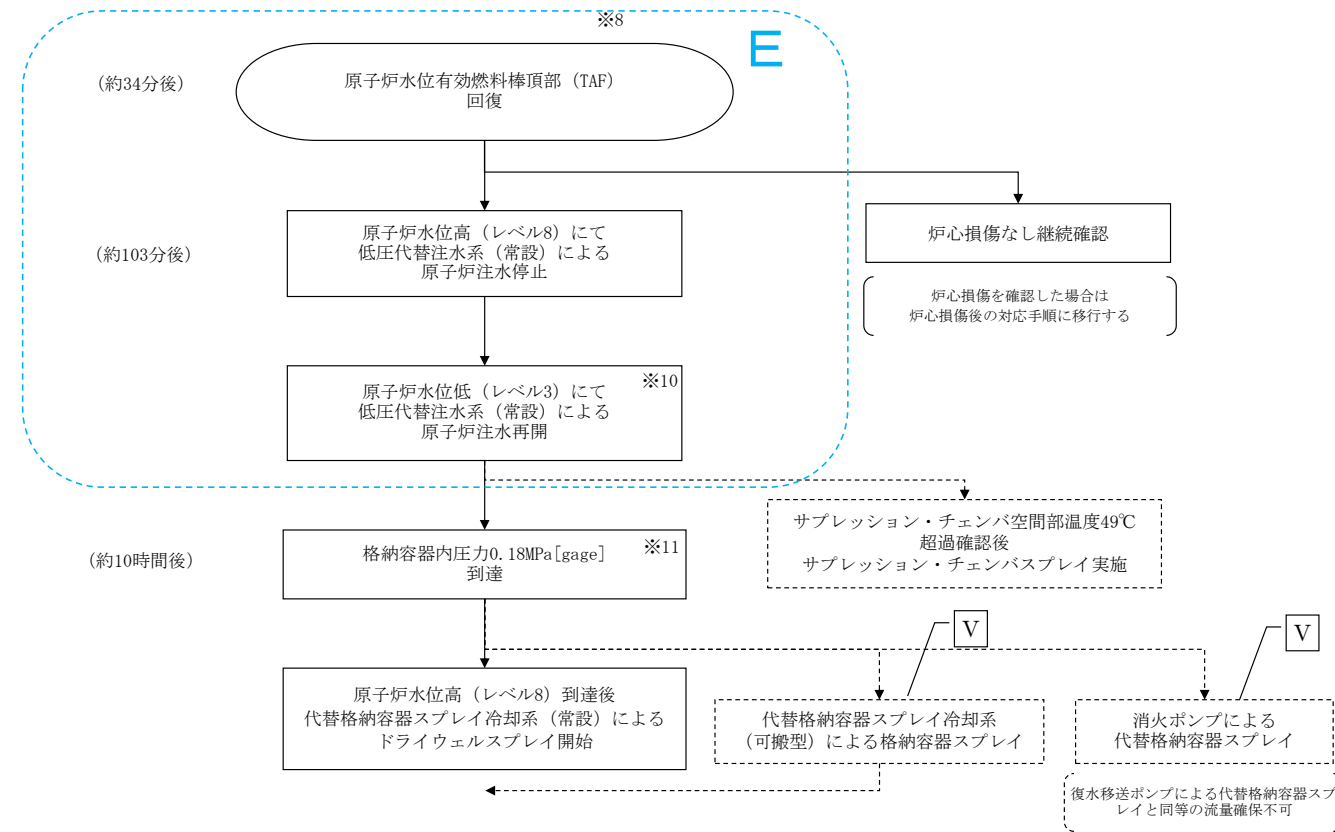 ※8
E
(約34分後)
原子炉水位有効燃料棒頂部（TAF）
回復
(約103分後)
原子炉水位高（レベル8）にて
低圧代替注水系（常設）による
原子炉注水停止
炉心損傷なし継続確認
炉心損傷を確認した場合は
炉心損傷後の対応手順に移行する
※10
原子炉水位低（レベル3）にて
低圧代替注水系（常設）による
原子炉注水再開
サプレッション・チェンバ空間部温度49℃
超過確認後
サプレッション・チェンバスプレイ実施
(約10時間後)
※11
格納容器内圧力0.18MPa[gage]
到達
V
V
原子炉水位高（レベル8）到達後
代替格納容器スプレイ冷却系（常設）による
ドライウェルスプレイ開始
代替格納容器スプレイ冷却系
（可搬型）による格納容器スプレイ
消火ポンプによる
代替格納容器スプレイ
復水移送ポンプによる代替格納容器スプ
レイと同等の流量確保不可